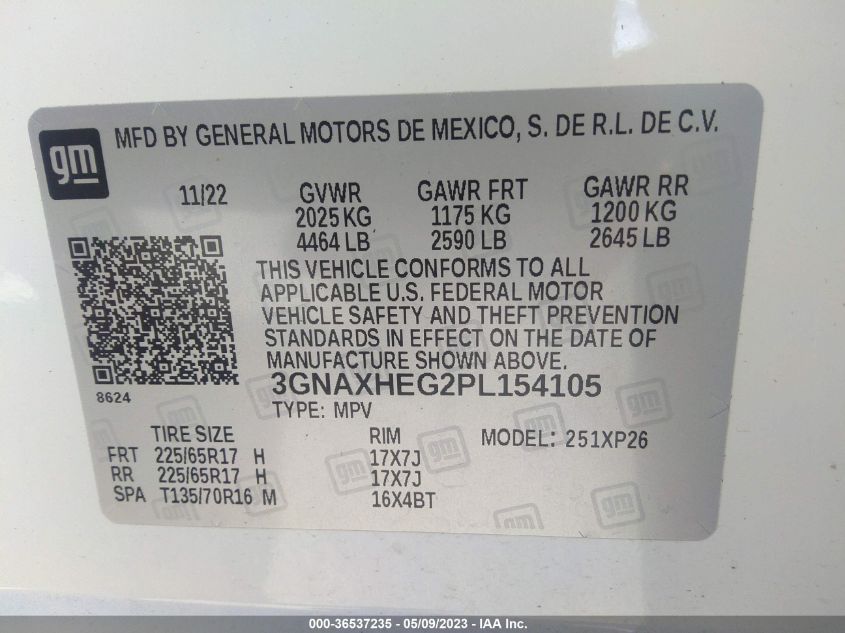 gm MFD BY GENERAL MOTORS DE MEXICO, S. DE R.L. DE C.V.
11/22 GVWR GAWR FRT GAWR RR
2025 KG 1175 KG 1200 KG
4464 LB 2590 LB 2645 LB
THIS VEHICLE CONFORMS TO ALL
APPLICABLE U.S. FEDERAL MOTOR
VEHICLE SAFETY AND THEFT PREVENTION
STANDARDS IN EFFECT ON THE DATE OF
MANUFACTURE SHOWN ABOVE.
8624 3GNAXHEG2PL154105
TYPE: MPV
TIRE SIZE RIM MODEL: 251XP26
FRT 225/65R17 H 17X7J
RR 225/65R17 H 17X7J
SPA T135/70R16 M 16X4BT
000-36537235 - 05/09/2023 - IAA Inc.